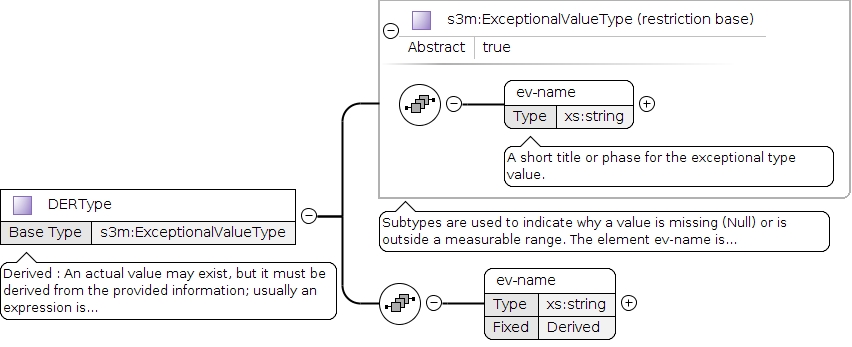 s3m:ExceptionalValueType (restriction base)
Abstract true
ev-name
Type xs:string
A short title or phase for the exceptional type
value.
DERType
Base Type s3m:ExceptionalValueType
Derived : An actual value may exist, but it must be
derived from the provided information; usually an
expression is...
Subtypes are used to indicate why a value is missing (Null) or is
outside a measurable range. The element ev-name is...
ev-name
Type xs:string
Fixed Derived